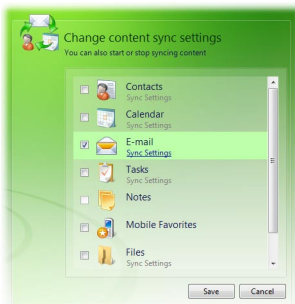 Change content sync settings
You can also start or stop syncing content
Contacts
Sync Settings
Calendar
Sync Settings
E-mail
Sync Settings
Tasks
Sync Settings
Notes
Mobile Favorites
Files
Sync Settings
Save Cancel